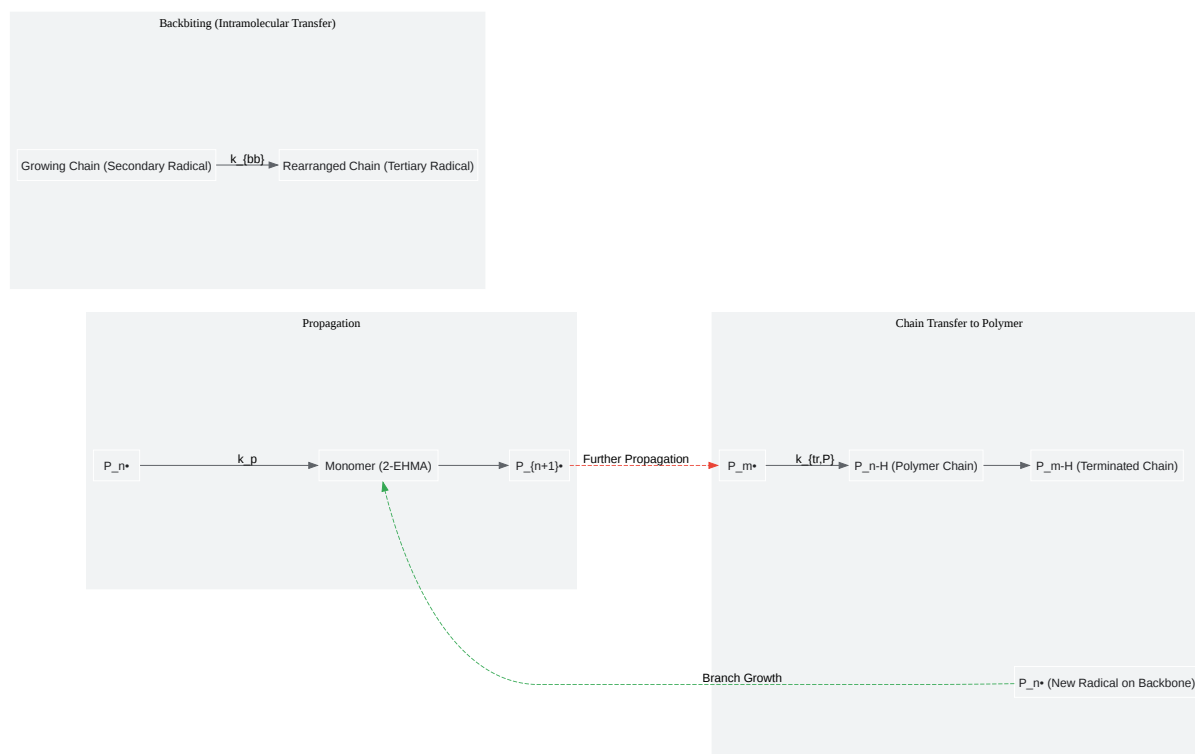 Backbiting (Intramolecular Transfer)
Growing Chain (Secondary Radical)
k_{bb}
Rearranged Chain (Tertiary Radical)
Propagation
Chain Transfer to Polymer
P_n•
k_p
Monomer (2-EHMA)
P_{n+1}•
Further Propagation
P_m•
k_{tr,P}
P_n-H (Polymer Chain)
P_m-H (Terminated Chain)
Branch Growth
P_n• (New Radical on Backbone)